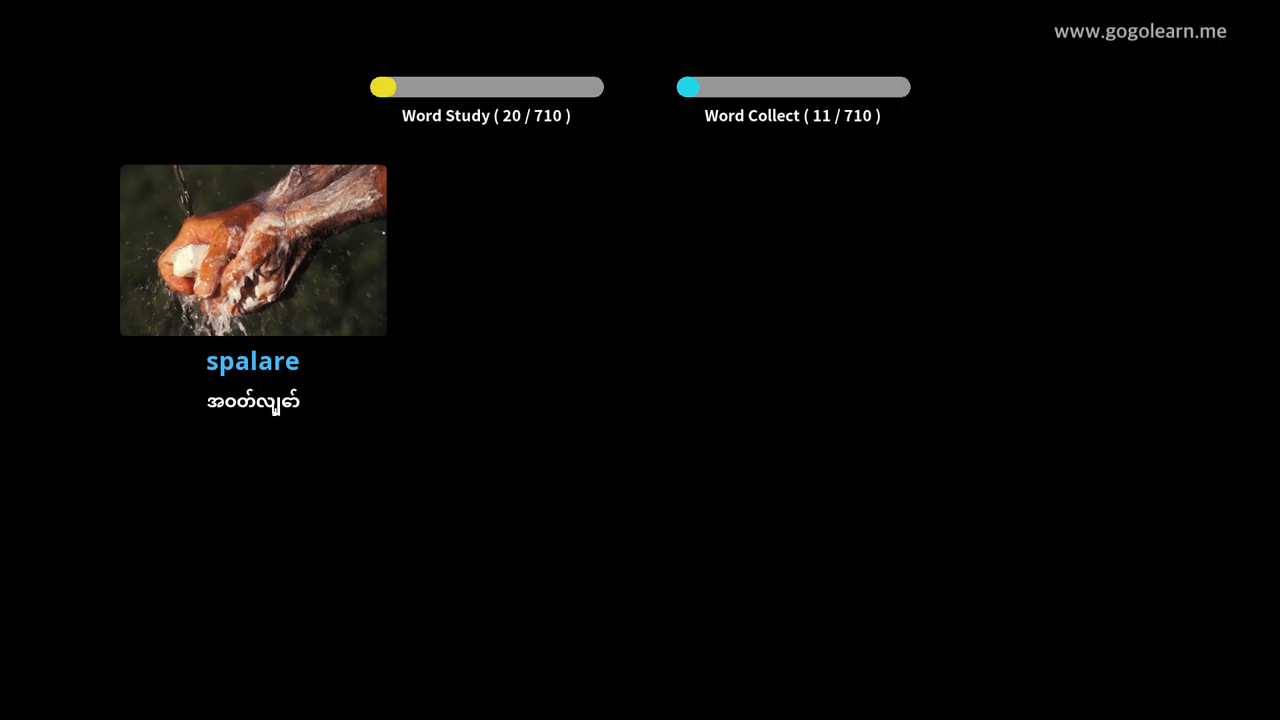 www.gogolearn.me
Word Study ( 20 / 710 )
Word Collect ( 11 / 710 )
spalare
အဝတ်လျှော်